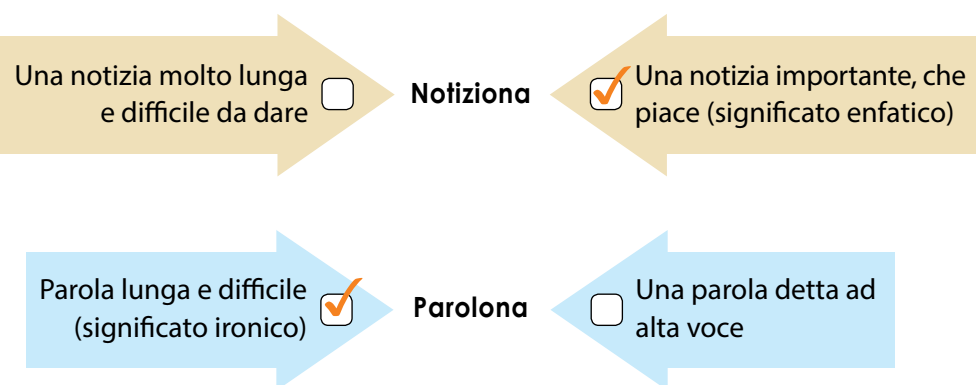 Una notizia molto lunga
e difficile da dare
Notiziona
Una notizia importante, che
piace (significato enfatico)
Parola lunga e difficile
(significato ironico)
Parolona
Una parola detta ad
alta voce